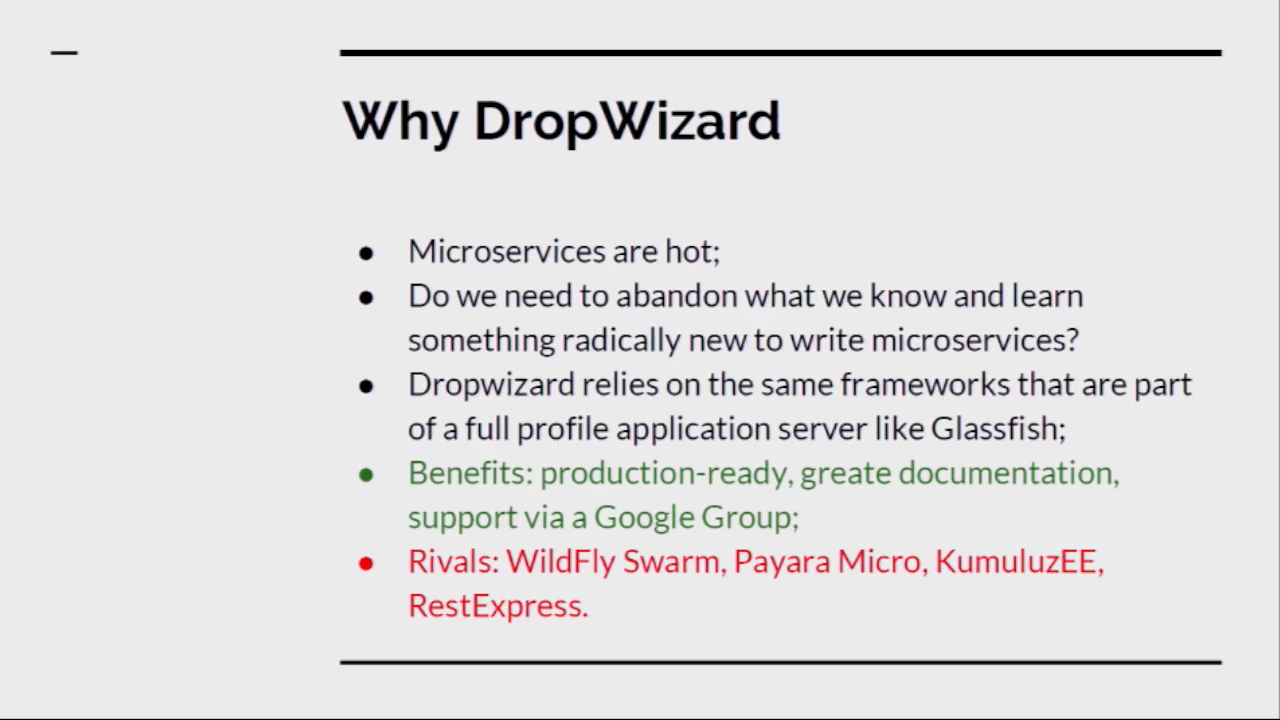 Why DropWizard
● Microservices are hot;
● Do we need to abandon what we know and learn
something radically new to write microservices?
● Dropwizard relies on the same frameworks that are part
of a full profile application server like Glassfish;
● Benefits: production-ready, greate documentation,
support via a Google Group;
● Rivals: WildFly Swarm, Payara Micro, KumuluzEE,
RestExpress.